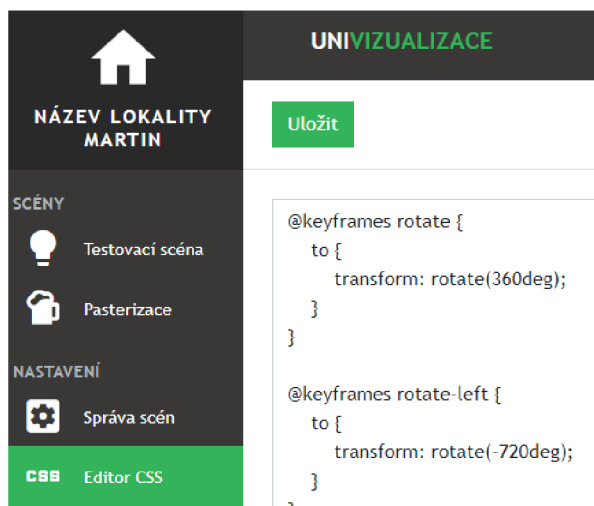 NÁZEV LOKALITY
MARTIN
SCÉNY
Testovací scéna
Pasterizace
NASTAVENÍ
Správa scén
CSS Editor CSS
UNIVIZUALIZACE
Uložit
@keyframes rotate {
to {
transform: rotate(360deg);
}
}
@keyframes rotate-left {
to {
transform: rotate(-720deg);
}
}